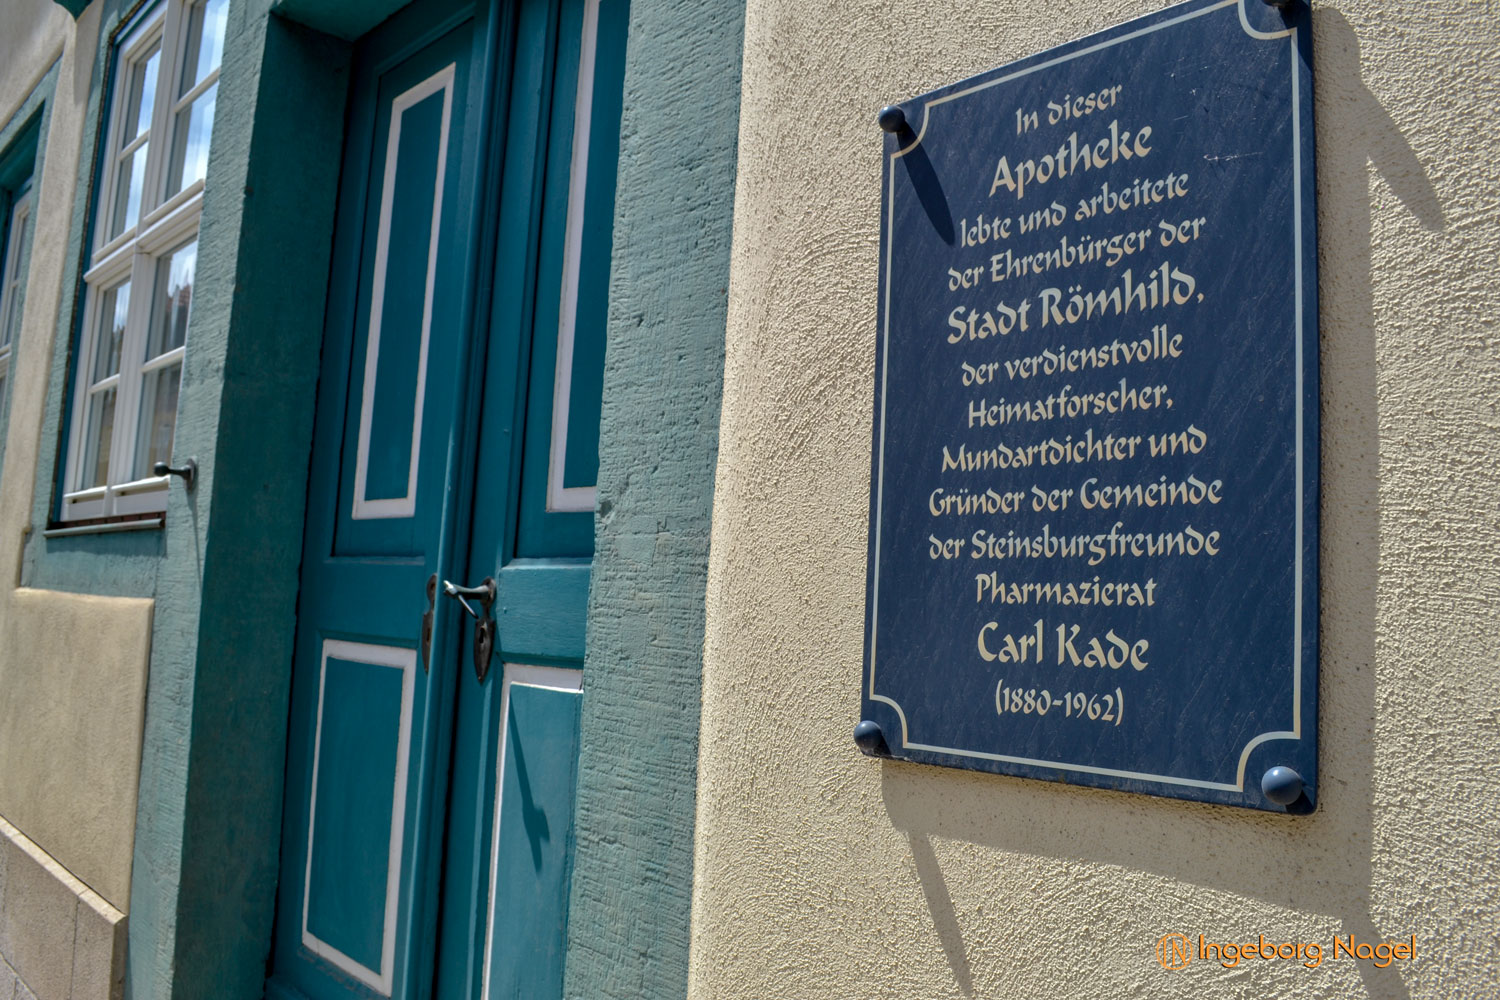 In dieser
Apotheke
lebte und arbeitete
der Ehrenbürger der
Stadt Römhild,
der verdienstvolle
Heimatforscher,
Mundartdichter und
Gründer der Gemeinde
der Steinsburgfreunde
Pharmazierat
Carl Kade
(1880-1962)
IN Ingeborg Nagel